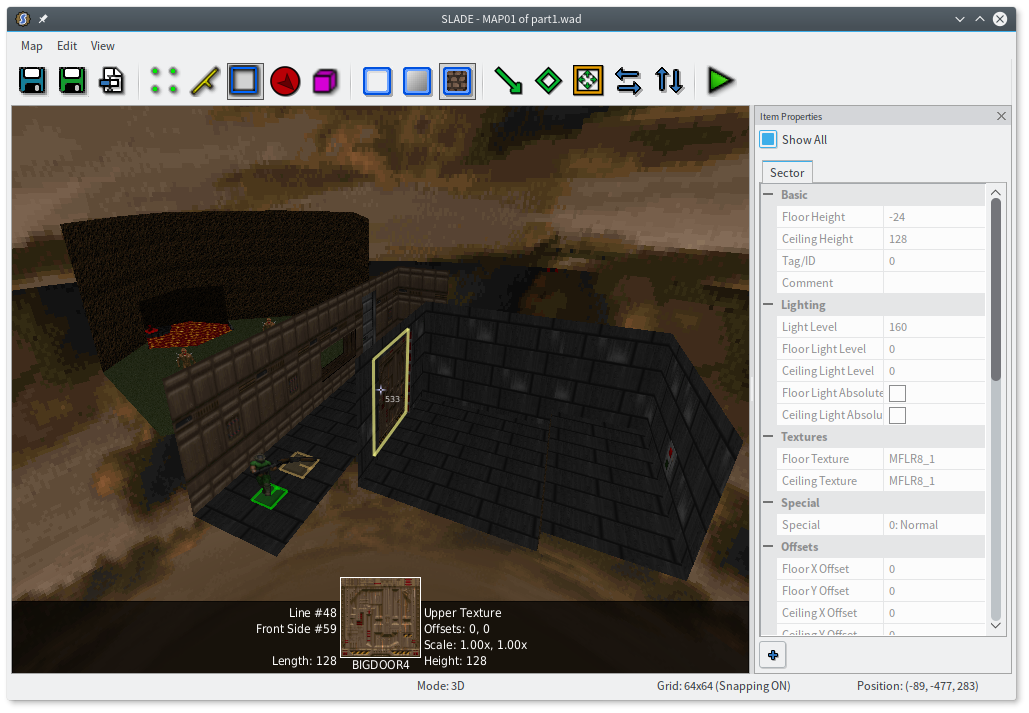 SLADE - MAP01 of part1.wad
Map Edit View
Item Properties
Show All
Sector
Basic
Floor Height -24
Ceiling Height 128
Tag/ID 0
Comment
Lighting
Light Level 160
Floor Light Level 0
Ceiling Light Level 0
Floor Light Absolute
Ceiling Light Absolu
Textures
Floor Texture MFLR8_1
Ceiling Texture MFLR8_1
Special
Special 0: Normal
Offsets
Floor X Offset 0
Floor Y Offset 0
Ceiling X Offset 0
Ceiling Y Offset 0
533
Line #48
Front Side #59
Length: 128
BIGDOOR4
Upper Texture
Offsets: 0, 0
Scale: 1.00x, 1.00x
Height: 128
Mode: 3D
Grid: 64x64 (Snapping ON)
Position: (-89, -477, 283)